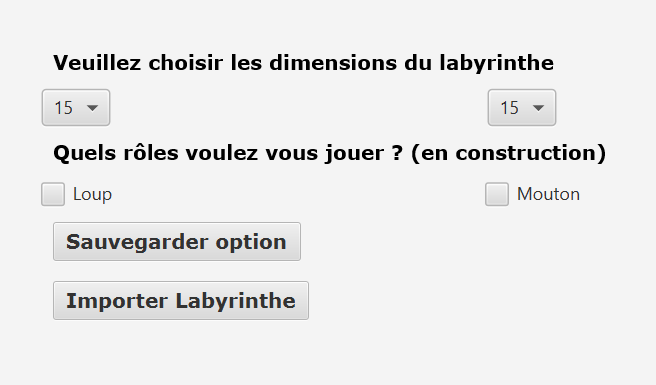 Veuillez choisir les dimensions du labyrinthe
15 15
Quels rôles voulez vous jouer ? (en construction)
Loup Mouton
Sauvegarder option
Importer Labyrinthe